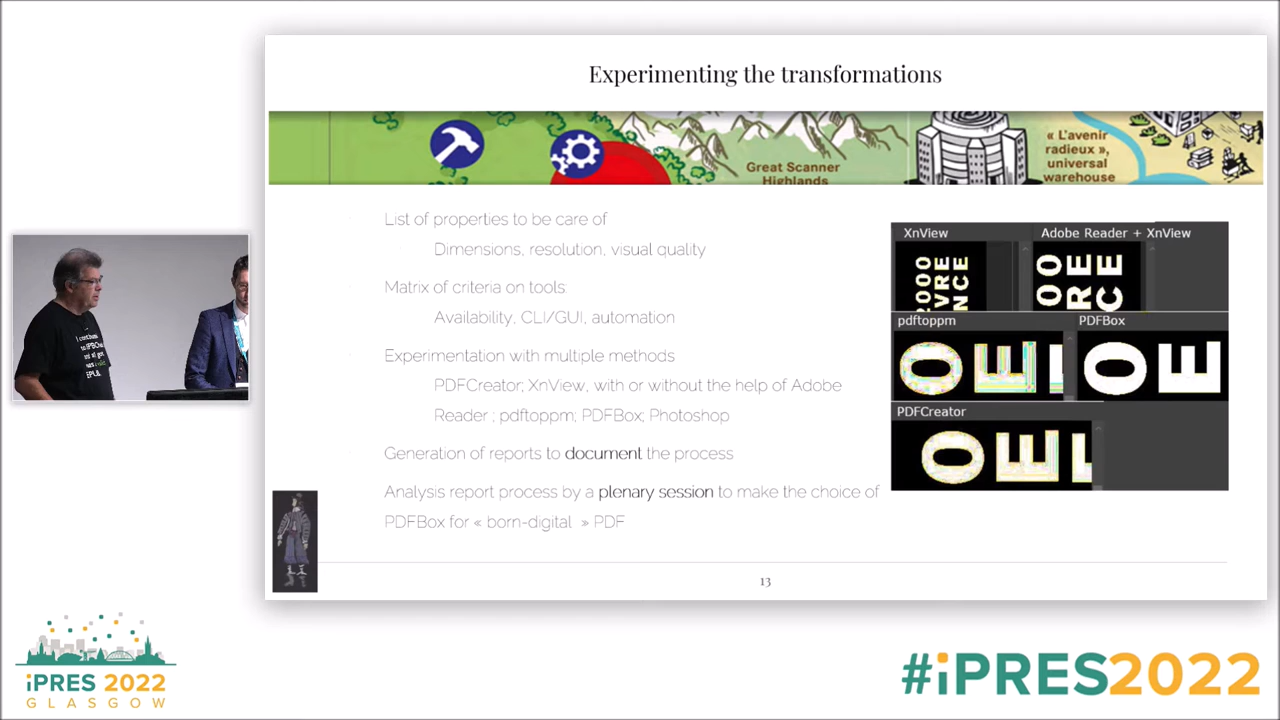 Experimenting the transformations
Great Scanner
Highlands
« L'avenir
radieux »,
universal
warehouse
List of properties to be care of
Dimensions, resolution, visual quality
Matrix of criteria on tools:
Availability, CLI/GUI, automation
Experimentation with multiple methods
PDFCreator; XnView, with or without the help of Adobe
Reader ; pdftoppm; PDFBox; Photoshop
Generation of reports to document the process
Analysis report process by a plenary session to make the choice of
PDFBox for « born-digital » PDF
XnView
Adobe Reader + XnView
pdftoppm
PDFBox
PDFCreator
OE
OE
OE
13
iPRES 2022
GLASGOW
#iPRES2022